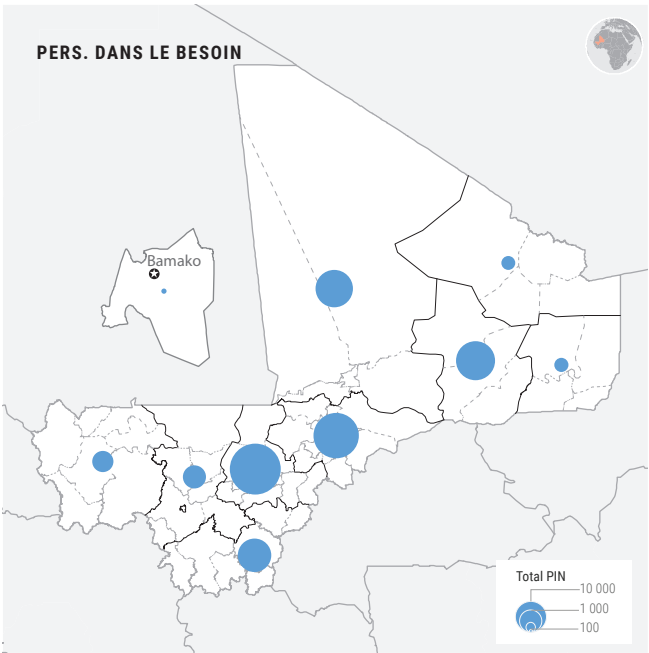 PERS. DANS LE BESOIN
Bamako
Total PIN
10 000
1 000
100